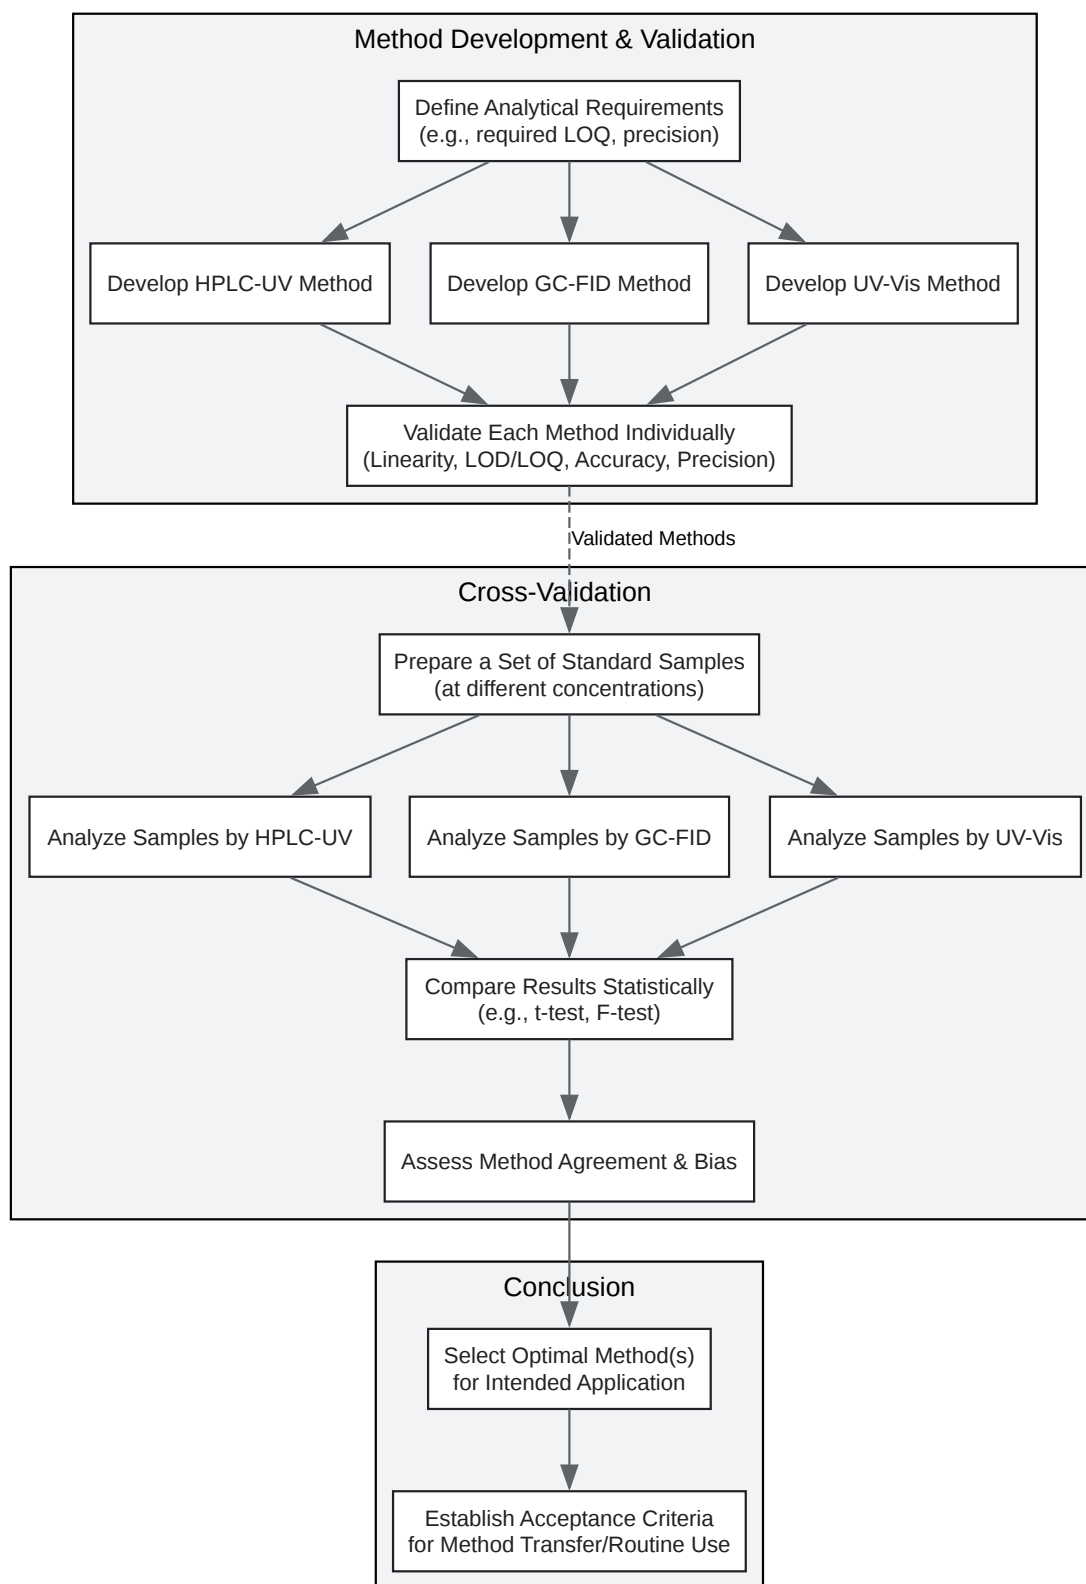 Method Development & Validation
Define Analytical Requirements
(e.g., required LOQ, precision)
Develop HPLC-UV Method
Develop GC-FID Method
Develop UV-Vis Method
Validate Each Method Individually
(Linearity, LOD/LOQ, Accuracy, Precision)
Validated Methods
Cross-Validation
Prepare a Set of Standard Samples
(at different concentrations)
Analyze Samples by HPLC-UV
Analyze Samples by GC-FID
Analyze Samples by UV-Vis
Compare Results Statistically
(e.g., t-test, F-test)
Assess Method Agreement & Bias
Conclusion
Select Optimal Method(s)
for Intended Application
Establish Acceptance Criteria
for Method Transfer/Routine Use